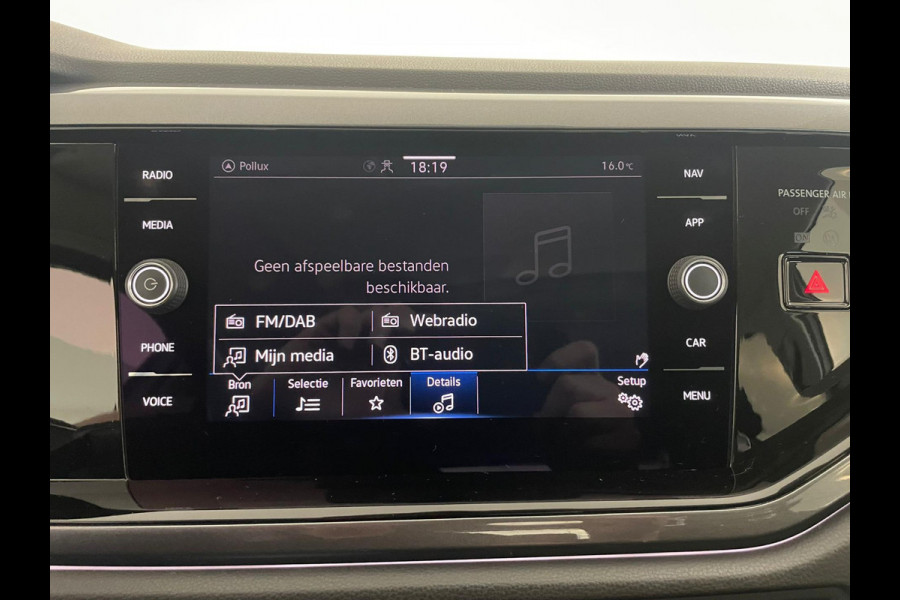 Pollux
18:19
16.0°C
RADIO
MEDIA
PHONE
VOICE
NAV
APP
CAR
MENU
PASSENGER AIR
OFF
ON
Geen afspeelbare bestanden
beschikbaar.
FM/DAB
Webradio
Mijn media
BT-audio
Bron
Selectie
Favorieten
Details
Setup